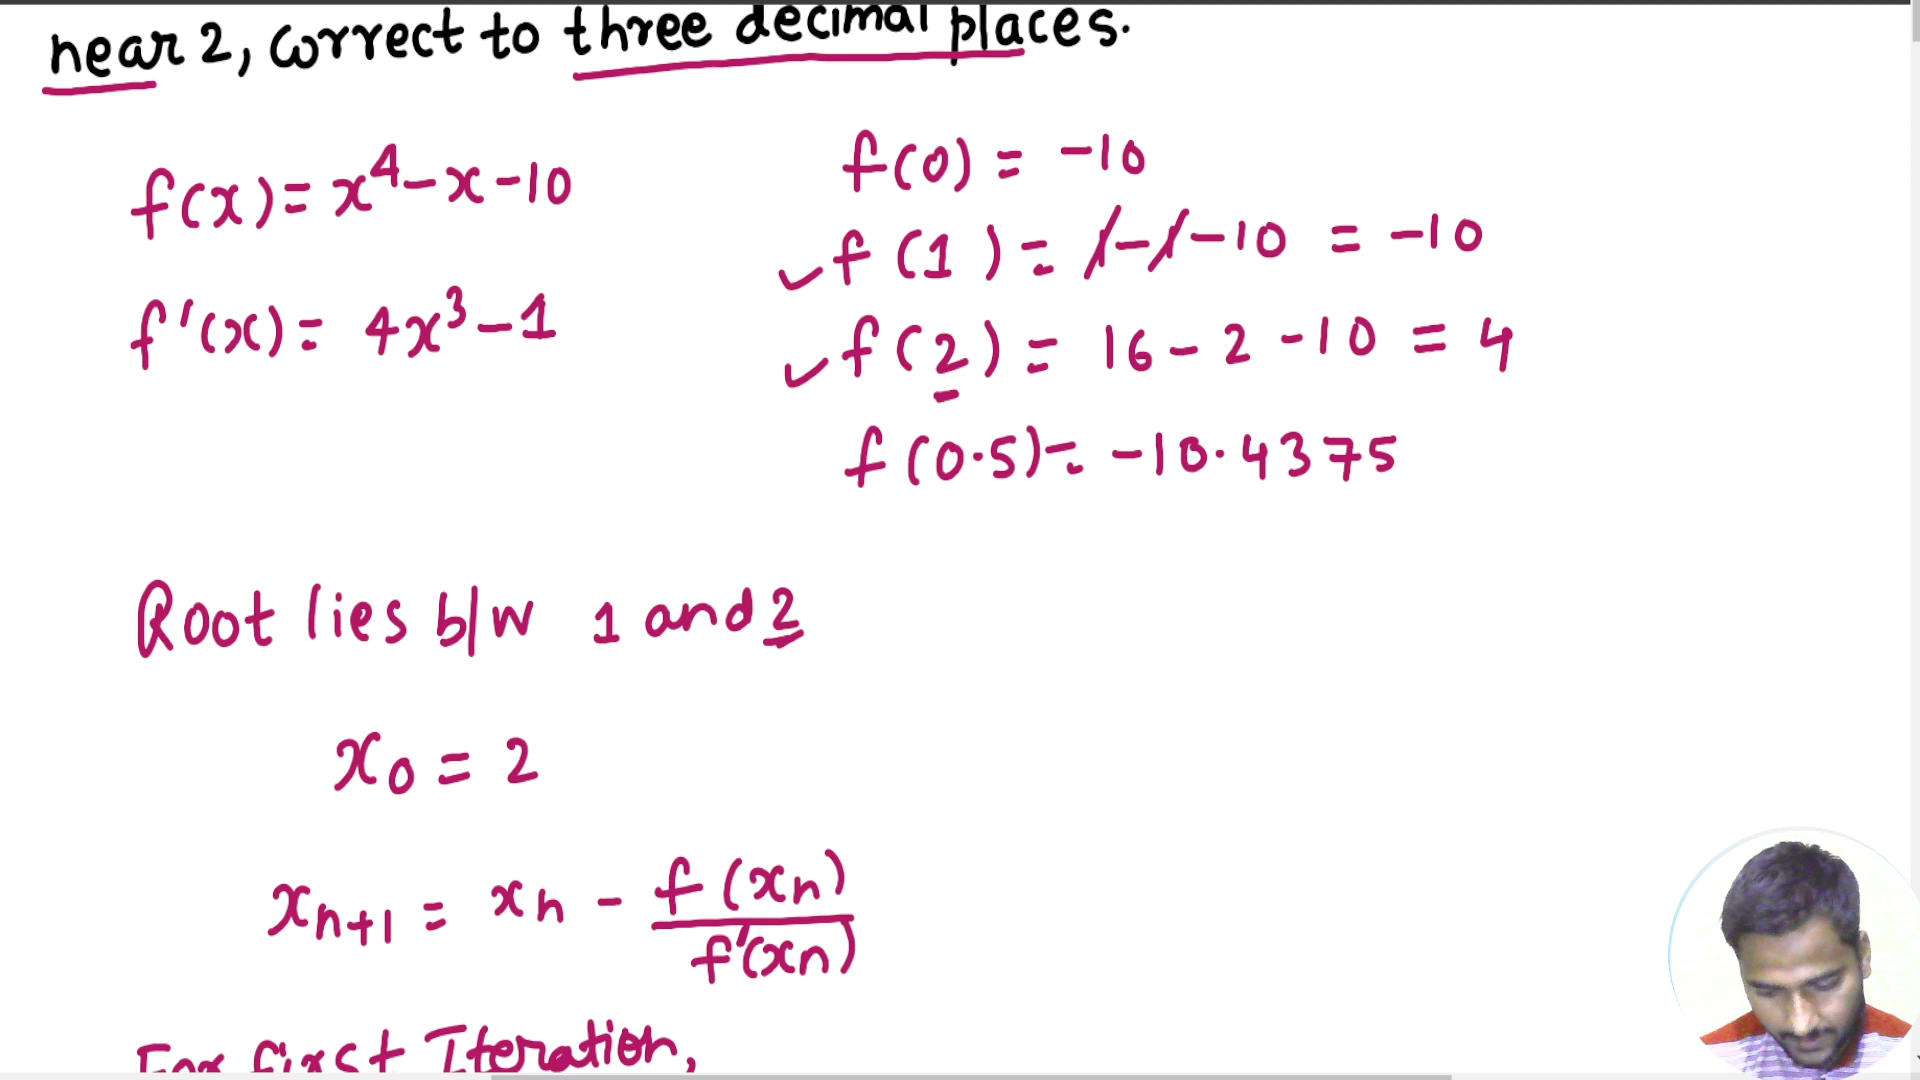 near 2, correct to three decimal places.
f(x) = x⁴ - x - 10
f'(x) = 4x³ - 1
f(0) = -10
✓ f(1) = 1 - 1 - 10 = -10
✓ f(2) = 16 - 2 - 10 = 4
f(0.5) = -10.4375
Root lies b/w 1 and 2
x₀ = 2
xₙ₊₁ = xₙ - f(xₙ)/f'(xₙ)
For first Iteration,